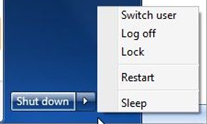 Switch user
Log off
Lock
Restart
Shut down
Sleep